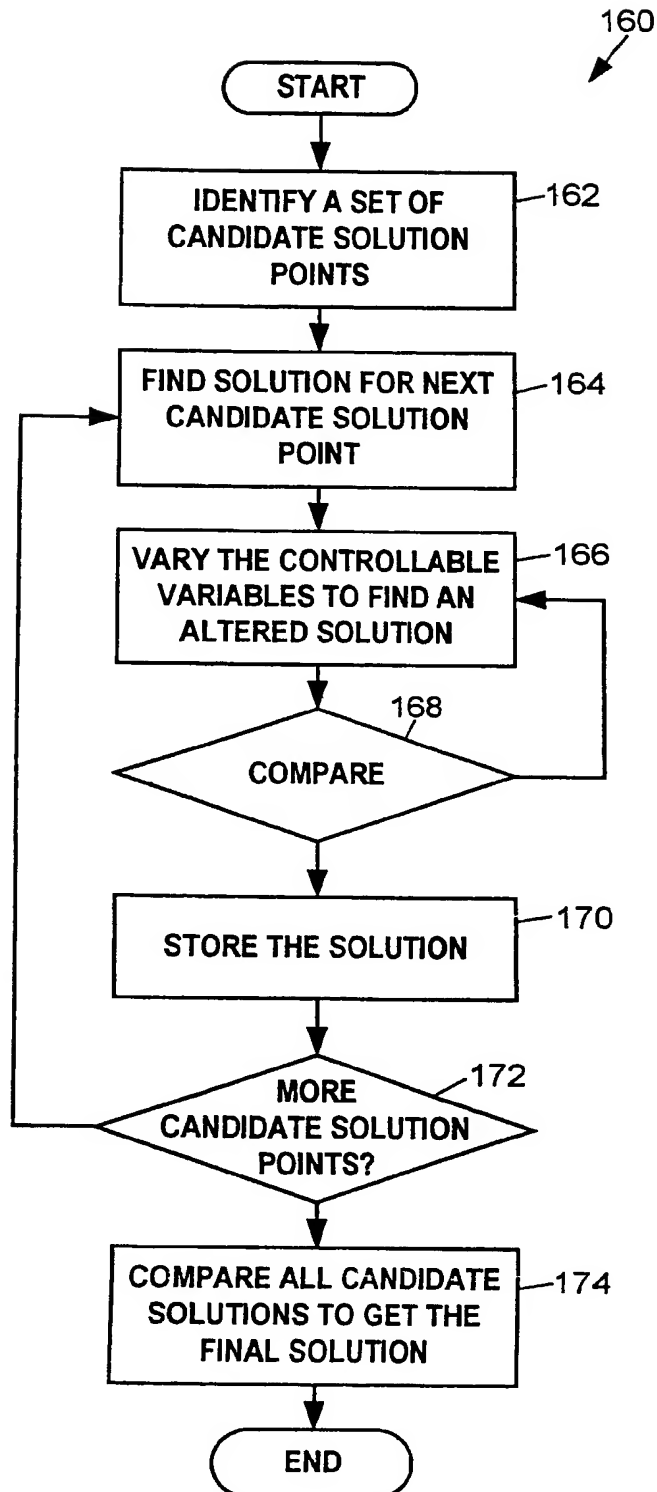 160
START
IDENTIFY A SET OF
CANDIDATE SOLUTION
POINTS
162
FIND SOLUTION FOR NEXT
CANDIDATE SOLUTION
POINT
164
VARY THE CONTROLLABLE
VARIABLES TO FIND AN
ALTERED SOLUTION
166
168
COMPARE
STORE THE SOLUTION
170
172
MORE
CANDIDATE SOLUTION
POINTS?
COMPARE ALL CANDIDATE
SOLUTIONS TO GET THE
FINAL SOLUTION
174
END